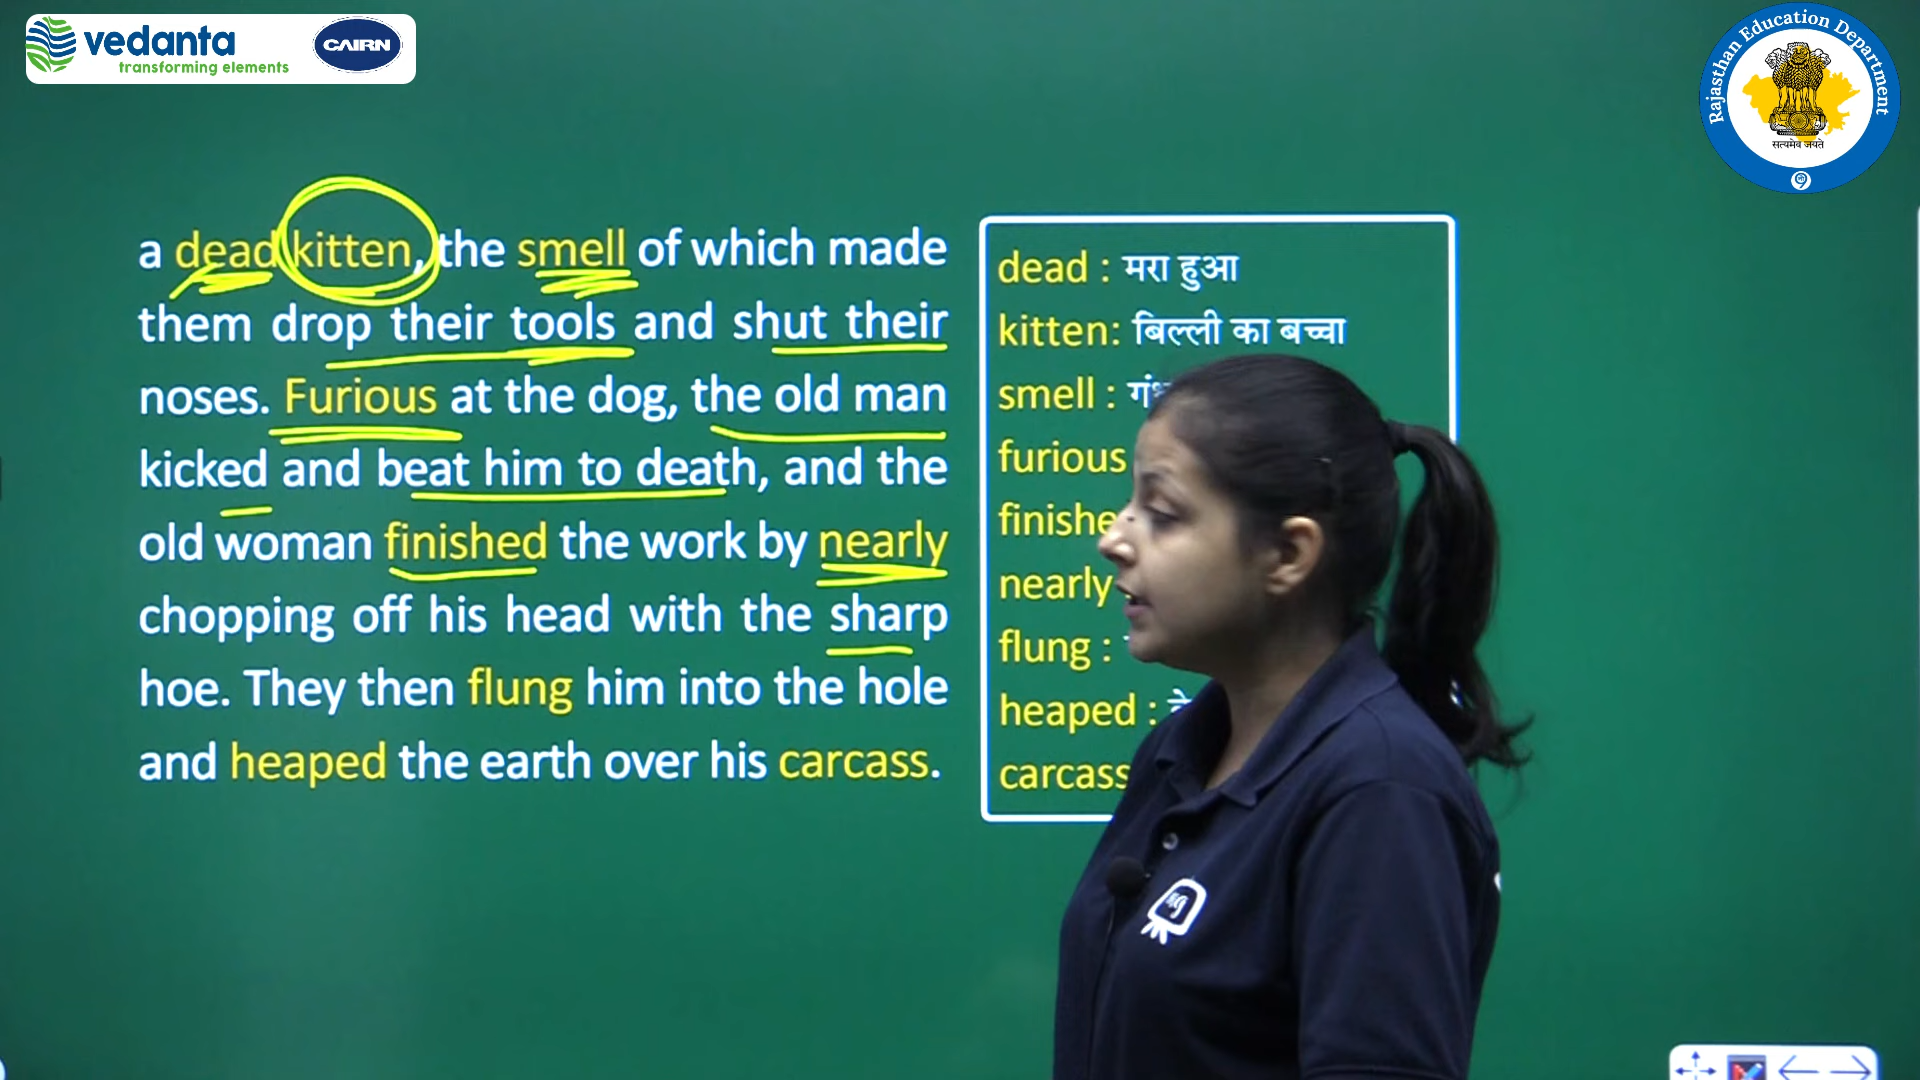 vedanta
transforming elements
CAIRN
Rajasthan Education Department
सत्यमेव जयते
a dead kitten, the smell of which made
them drop their tools and shut their
noses. Furious at the dog, the old man
kicked and beat him to death, and the
old woman finished the work by nearly
chopping off his head with the sharp
hoe. They then flung him into the hole
and heaped the earth over his carcass.
dead : मरा हुआ
kitten: बिल्ली का बच्चा
smell :
furious
nearly
flung :
heaped :
carcass